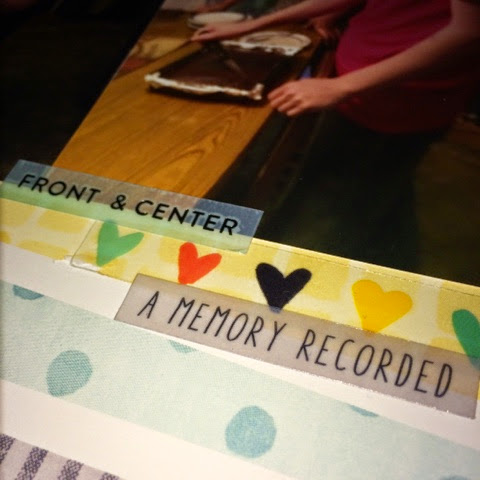 FRONT & CENTER
A MEMORY RECORDED